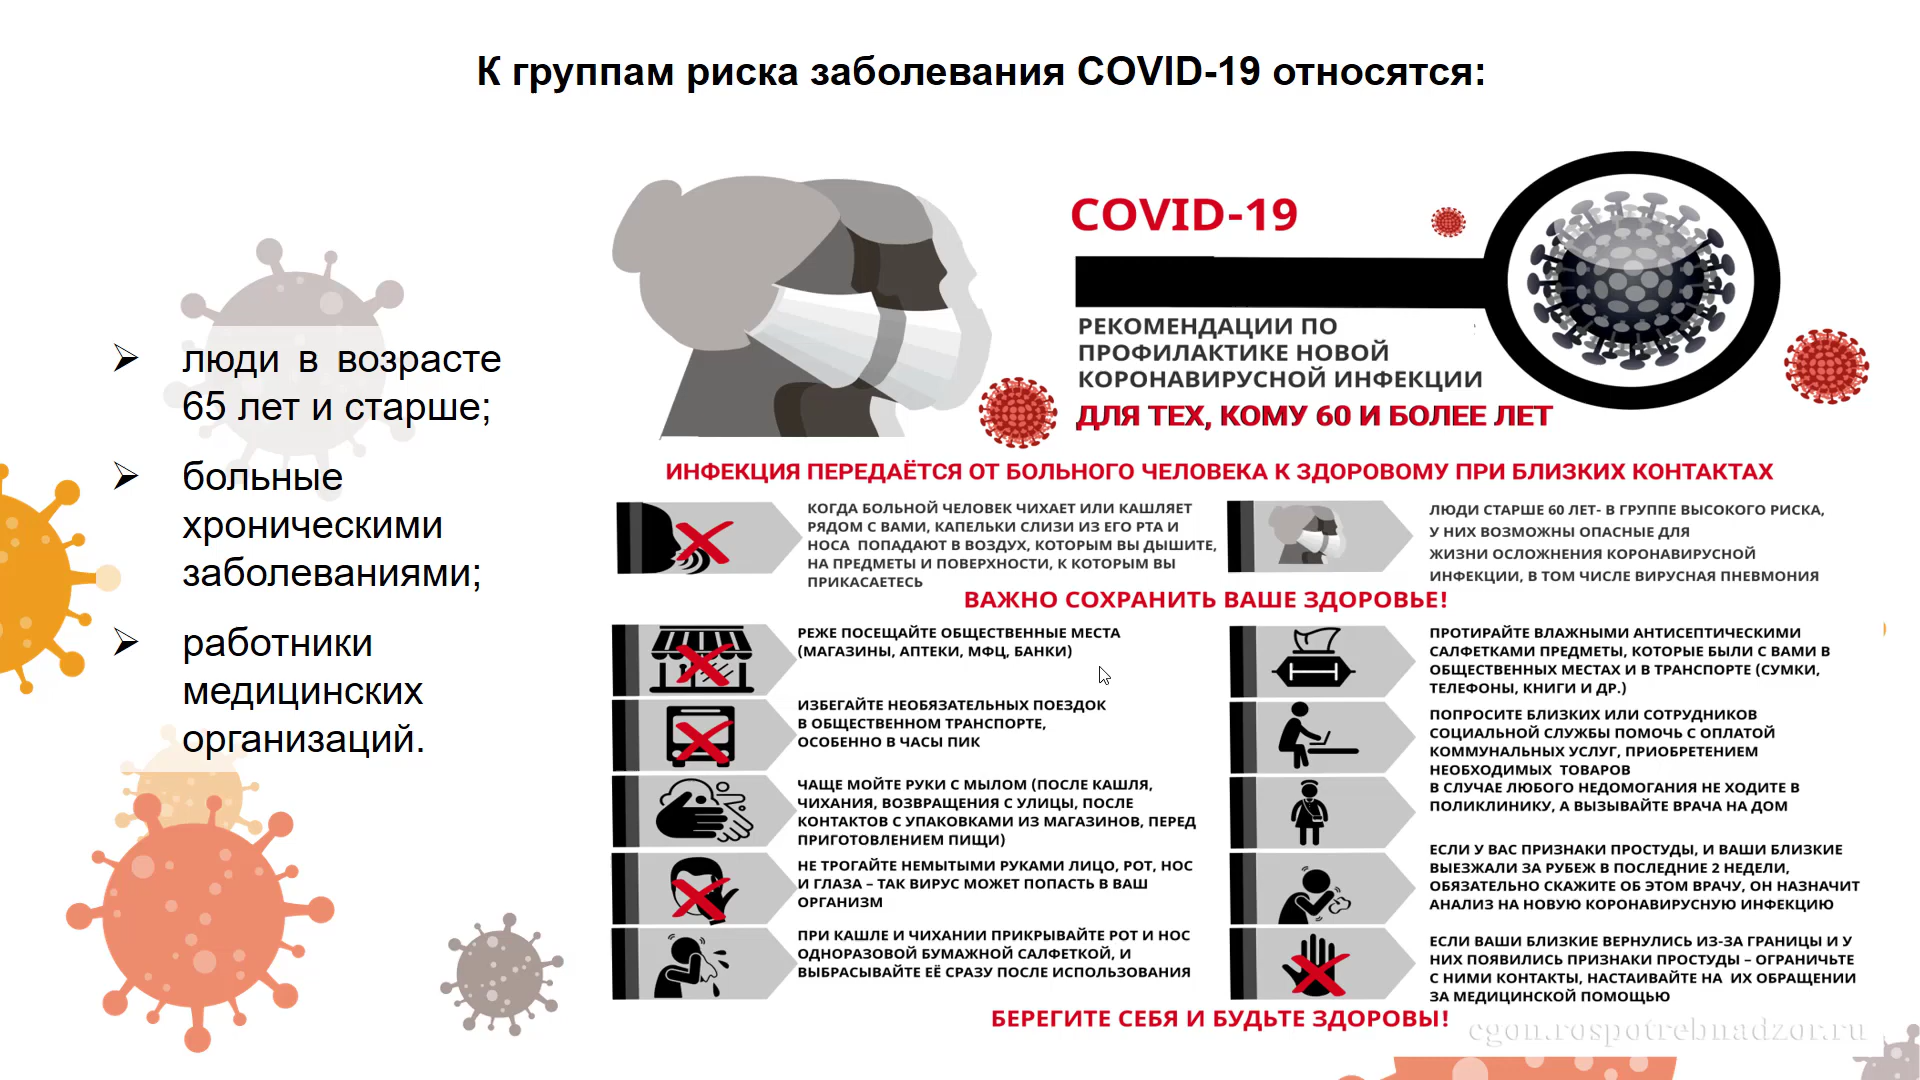 К группам риска заболевания COVID-19 относятся:
люди в возрасте
65 лет и старше;
больные
хроническими
заболеваниями;
работники
медицинских
организаций.
COVID-19
РЕКОМЕНДАЦИИ ПО
ПРОФИЛАКТИКЕ НОВОЙ
КОРОНАВИРУСНОЙ ИНФЕКЦИИ
ДЛЯ ТЕХ, КОМУ 60 И БОЛЕЕ ЛЕТ
ИНФЕКЦИЯ ПЕРЕДАЁТСЯ ОТ БОЛЬНОГО ЧЕЛОВЕКА К ЗДОРОВОМУ ПРИ БЛИЗКИХ КОНТАКТАХ
КОГДА БОЛЬНОЙ ЧЕЛОВЕК ЧИХАЕТ ИЛИ КАШЛЯЕТ
РЯДОМ С ВАМИ, КАПЕЛЬКИ СЛИЗИ ИЗ ЕГО РТА И
НОСА ПОПАДАЮТ В ВОЗДУХ, КОТОРЫМ ВЫ ДЫШИТЕ,
НА ПРЕДМЕТЫ И ПОВЕРХНОСТИ, К КОТОРЫМ ВЫ
ПРИКАСАЕТЕСЬ
ЛЮДИ СТАРШЕ 60 ЛЕТ- В ГРУППЕ ВЫСОКОГО РИСКА,
У НИХ ВОЗМОЖНЫ ОПАСНЫЕ ДЛЯ
ЖИЗНИ ОСЛОЖНЕНИЯ КОРОНАВИРУСНОЙ
ИНФЕКЦИИ, В ТОМ ЧИСЛЕ ВИРУСНАЯ ПНЕВМОНИЯ
ВАЖНО СОХРАНИТЬ ВАШЕ ЗДОРОВЬЕ!
РЕЖЕ ПОСЕЩАЙТЕ ОБЩЕСТВЕННЫЕ МЕСТА
(МАГАЗИНЫ, АПТЕКИ, МФЦ, БАНКИ)
ИЗБЕГАЙТЕ НЕОБЯЗАТЕЛЬНЫХ ПОЕЗДОК
В ОБЩЕСТВЕННОМ ТРАНСПОРТЕ,
ОСОБЕННО В ЧАСЫ ПИК
ЧАЩЕ МОЙТЕ РУКИ С МЫЛОМ (ПОСЛЕ КАШЛЯ,
ЧИХАНИЯ, ВОЗВРАЩЕНИЯ С УЛИЦЫ, ПОСЛЕ
КОНТАКТОВ С УПАКОВКАМИ ИЗ МАГАЗИНОВ, ПЕРЕД
ПРИГОТОВЛЕНИЕМ ПИЩИ)
НЕ ТРОГАЙТЕ НЕМЫТЫМИ РУКАМИ ЛИЦО, РОТ, НОС
И ГЛАЗА – ТАК ВИРУС МОЖЕТ ПОПАСТЬ В ВАШ
ОРГАНИЗМ
ПРИ КАШЛЕ И ЧИХАНИИ ПРИКРЫВАЙТЕ РОТ И НОС
ОДНОРАЗОВОЙ БУМАЖНОЙ САЛФЕТКОЙ, И
ВЫБРАСЫВАЙТЕ ЕЁ СРАЗУ ПОСЛЕ ИСПОЛЬЗОВАНИЯ
ПРОТИРАЙТЕ ВЛАЖНЫМИ АНТИСЕПТИЧЕСКИМИ
САЛФЕТКАМИ ПРЕДМЕТЫ, КОТОРЫЕ БЫЛИ С ВАМИ В
ОБЩЕСТВЕННЫХ МЕСТАХ И В ТРАНСПОРТЕ (СУМКИ,
ТЕЛЕФОНЫ, КНИГИ И ДР.)
ПОПРОСИТЕ БЛИЗКИХ ИЛИ СОТРУДНИКОВ
СОЦИАЛЬНОЙ СЛУЖБЫ ПОМОЧЬ С ОПЛАТОЙ
КОММУНАЛЬНЫХ УСЛУГ, ПРИОБРЕТЕНИЕМ
НЕОБХОДИМЫХ ТОВАРОВ
В СЛУЧАЕ ЛЮБОГО НЕДОМОГАНИЯ НЕ ХОДИТЕ В
ПОЛИКЛИНИКУ, А ВЫЗЫВАЙТЕ ВРАЧА НА ДОМ
ЕСЛИ У ВАС ПРИЗНАКИ ПРОСТУДЫ, И ВАШИ БЛИЗКИЕ
ВЫЕЗЖАЛИ ЗА РУБЕЖ В ПОСЛЕДНИЕ 2 НЕДЕЛИ,
ОБЯЗАТЕЛЬНО СКАЖИТЕ ОБ ЭТОМ ВРАЧУ, ОН НАЗНАЧИТ
АНАЛИЗ НА НОВУЮ КОРОНАВИРУСНУЮ ИНФЕКЦИЮ
ЕСЛИ ВАШИ БЛИЗКИЕ ВЕРНУЛИСЬ ИЗ-ЗА ГРАНИЦЫ И У
НИХ ПОЯВИЛИСЬ ПРИЗНАКИ ПРОСТУДЫ – ОГРАНИЧЬТЕ
С НИМИ КОНТАКТЫ, НАСТАИВАЙТЕ НА ИХ ОБРАЩЕНИИ
ЗА МЕДИЦИНСКОЙ ПОМОЩЬЮ
БЕРЕГИТЕ СЕБЯ И БУДЬТЕ ЗДОРОВЫ!
cgon.rospotrebnadzor.ru